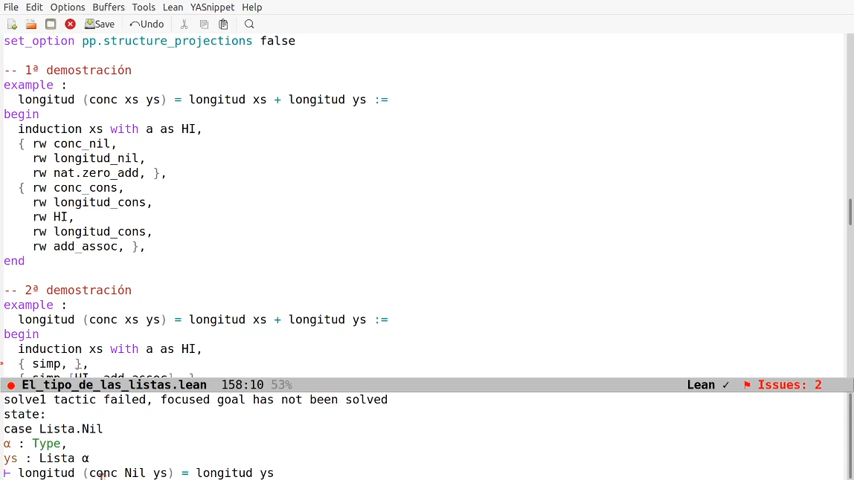 File Edit Options Buffers Tools Lean YASnippet Help
Save Undo
set_option pp.structure_projections false
-- 1ª demostración
example :
  longitud (conc xs ys) = longitud xs + longitud ys :=
begin
  induction xs with a as HI,
  { rw conc_nil,
    rw longitud_nil,
    rw nat.zero_add, },
  { rw conc_cons,
    rw longitud_cons,
    rw HI,
    rw longitud_cons,
    rw add_assoc, },
end
-- 2ª demostración
example :
  longitud (conc xs ys) = longitud xs + longitud ys :=
begin
  induction xs with a as HI,
  { simp, },
  { simp [HI, add_assoc], },
El_tipo_de_las_listas.lean 158:10 53% Lean ✓ Issues: 2
solve1 tactic failed, focused goal has not been solved
state:
case Lista.Nil
α : Type,
ys : Lista α
⊢ longitud (conc Nil ys) = longitud ys